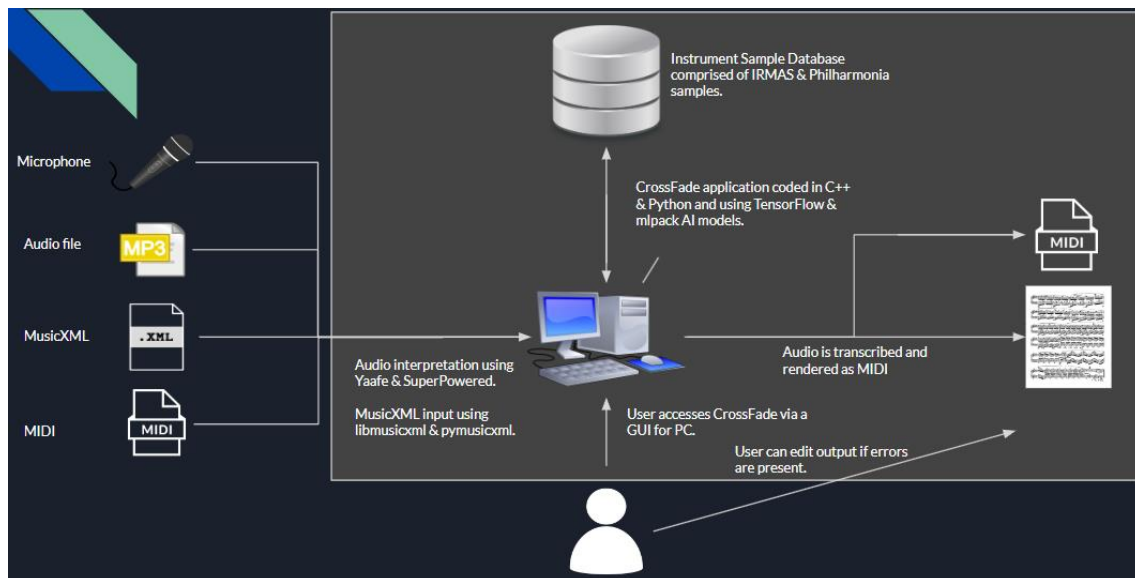 Instrument Sample Database
comprised of IRMAS & Philharmonia
samples.
Microphone
CrossFade application coded in C++
& Python and using TensorFlow &
mlpack AI models.
Audio file
MP3
MIDI
MusicXML
.XML
Audio interpretation using
Yaafe & SuperPowered.
Audio is transcribed and
rendered as MIDI
MusicXML input using
libmusicxml & pymusicxml.
User accesses CrossFade via a
GUI for PC.
MIDI
MIDI
User can edit output if errors
are present.